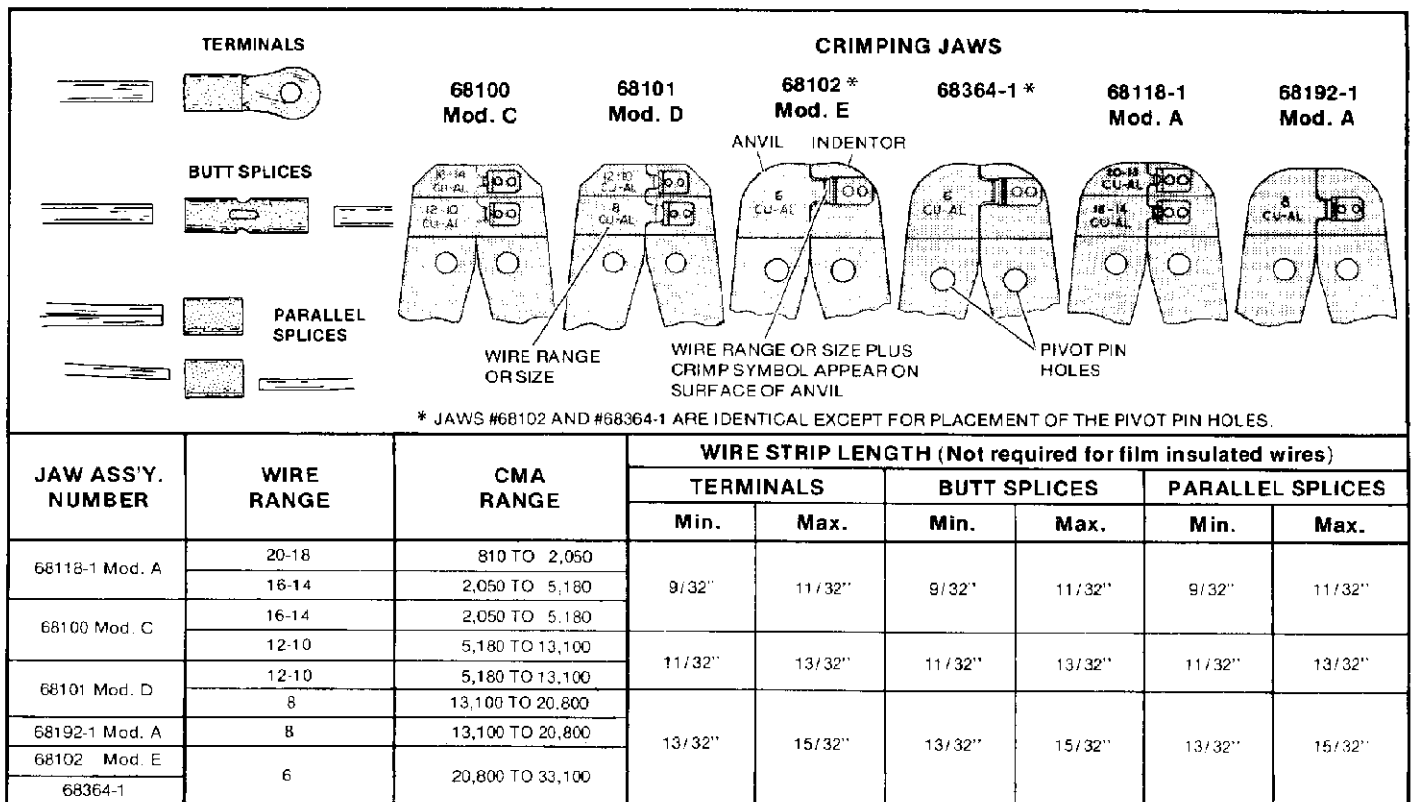 TERMINALS
BUTT SPLICES
PARALLEL
SPLICES
CRIMPING JAWS
68100
Mod. C
68101
Mod. D
68102 *
Mod. E
68364-1 *
68118-1
Mod. A
68192-1
Mod. A
ANVIL
INDENTOR
16-14
CU-AL
12-10
CU-AL
12-10
CU-AL
8
CU-AL
6
CU-AL
6
CU-AL
20-18
CU-AL
16-14
CU-AL
8
CU-AL
WIRE RANGE
OR SIZE
WIRE RANGE OR SIZE PLUS
CRIMP SYMBOL APPEAR ON
SURFACE OF ANVIL
PIVOT PIN
HOLES
* JAWS #68102 AND #68364-1 ARE IDENTICAL EXCEPT FOR PLACEMENT OF THE PIVOT PIN HOLES.
JAW ASS'Y.
NUMBER
WIRE
RANGE
CMA
RANGE
WIRE STRIP LENGTH (Not required for film insulated wires)
TERMINALS BUTT SPLICES PARALLEL SPLICES
Min. Max. Min. Max. Min. Max.
68118-1 Mod. A
20-18 810 TO 2,050
16-14 2,050 TO 5,180
9/32" 11/32" 9/32" 11/32" 9/32" 11/32"
68100 Mod. C
16-14 2,050 TO 5.180
12-10 5,180 TO 13,100
11/32" 13/32" 11/32" 13/32" 11/32" 13/32"
68101 Mod. D
12-10 5,180 TO 13,100
8 13,100 TO 20.800
68192-1 Mod. A 8 13,100 TO 20,800
13/32" 15/32" 13/32" 15/32" 13/32" 15/32"
68102 Mod. E
6 20,800 TO 33,100
68364-1